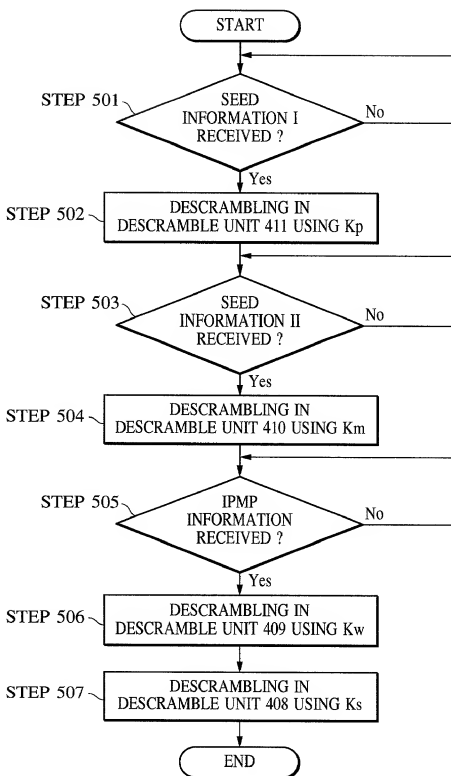 START
STEP 501
SEED
INFORMATION I
RECEIVED ?
No
Yes
STEP 502
DESCRAMBLING IN
DESCRAMBLE UNIT 411 USING Kp
STEP 503
SEED
INFORMATION II
RECEIVED ?
No
Yes
STEP 504
DESCRAMBLING IN
DESCRAMBLE UNIT 410 USING Km
STEP 505
IPMP
INFORMATION
RECEIVED ?
No
Yes
STEP 506
DESCRAMBLING IN
DESCRAMBLE UNIT 409 USING Kw
STEP 507
DESCRAMBLING IN
DESCRAMBLE UNIT 408 USING Ks
END